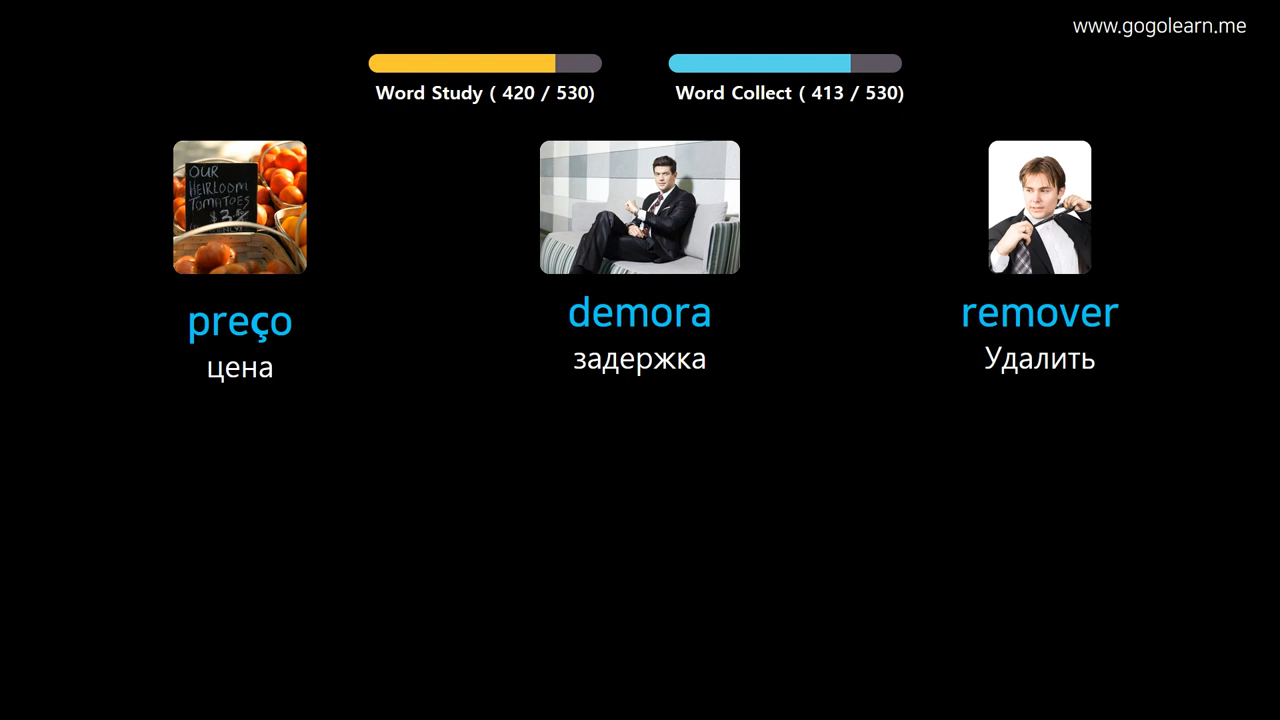 www.gogolearn.me
Word Study ( 420 / 530)
Word Collect ( 413 / 530)
OUR
HEIRLOOM
TOMATOES
preço
цена
demora
задержка
remover
Удалить